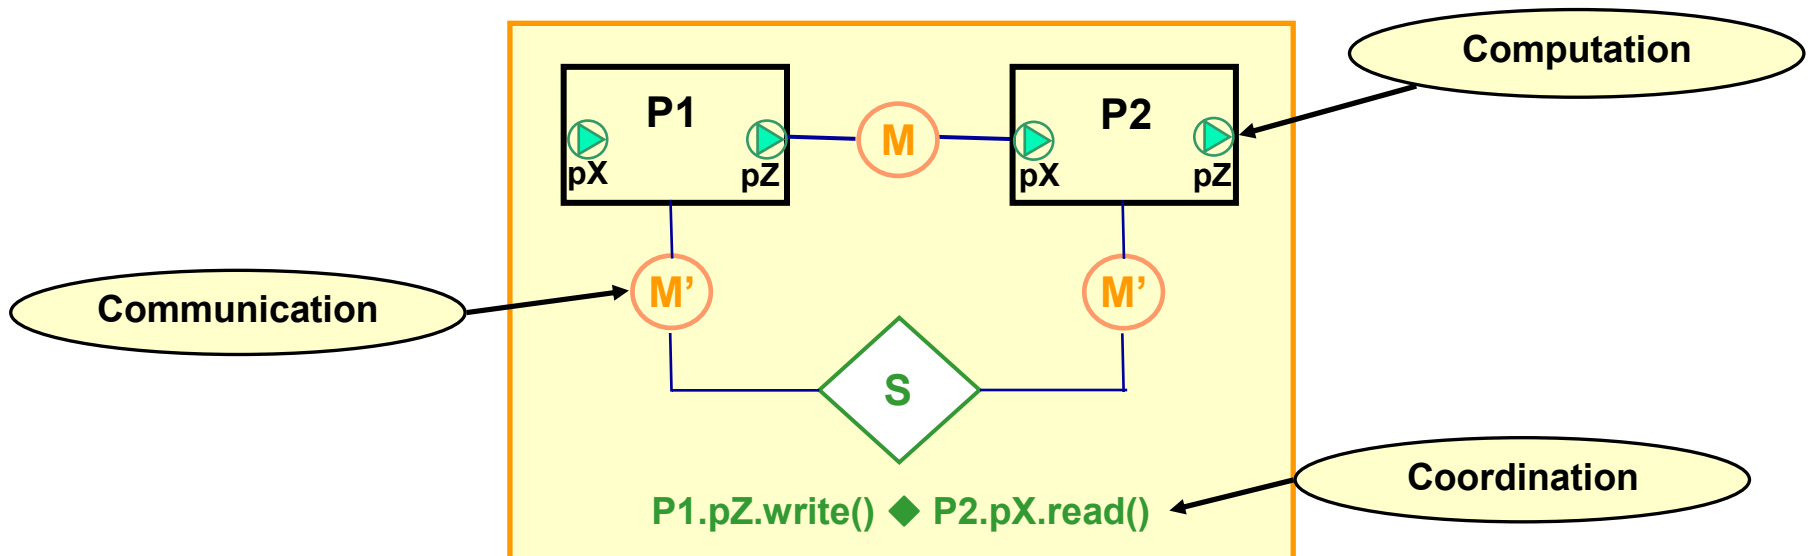 Computation
P1
P2
M
pX
pZ
pX
pZ
Communication
M’
M’
S
Coordination
P1.pZ.write() ◆ P2.pX.read()